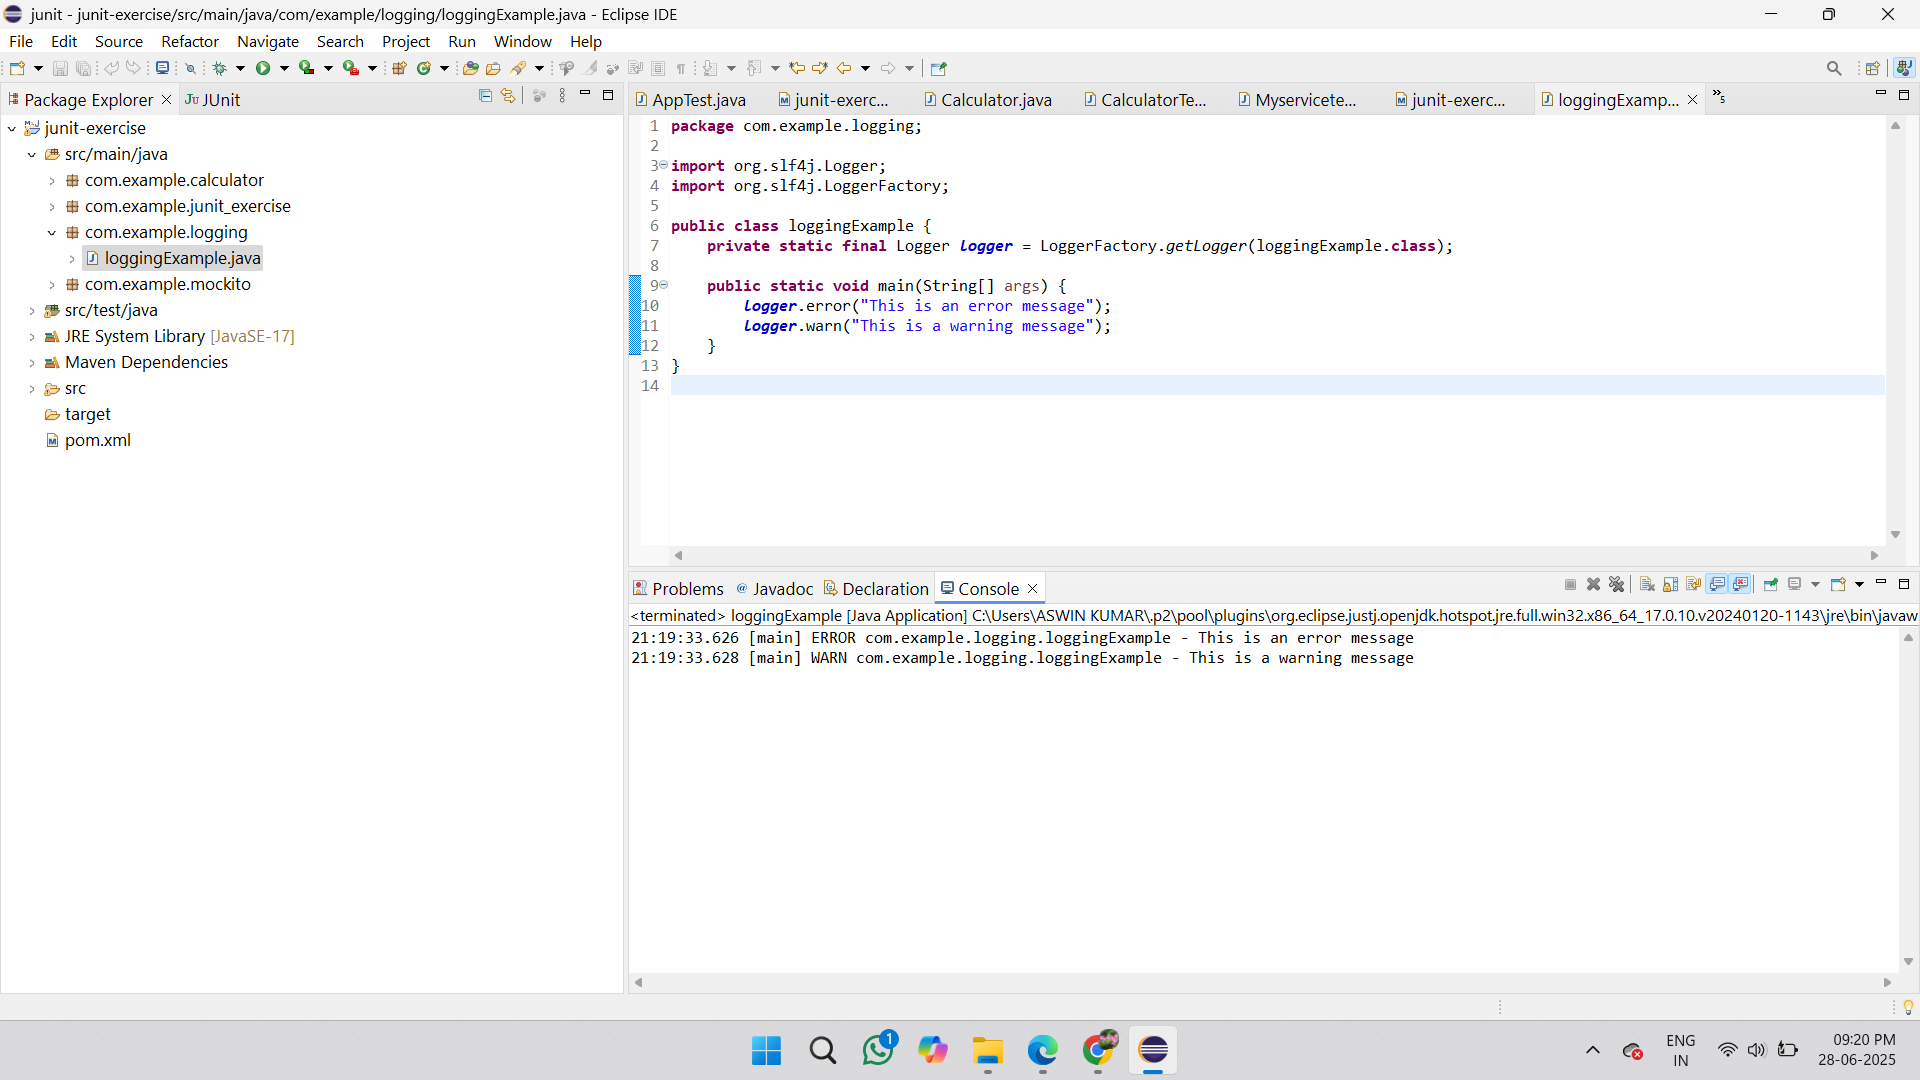 junit - junit-exercise/src/main/java/com/example/logging/loggingExample.java - Eclipse IDE
File Edit Source Refactor Navigate Search Project Run Window Help
Package Explorer
JUnit
junit-exercise
src/main/java
com.example.calculator
com.example.junit_exercise
com.example.logging
loggingExample.java
com.example.mockito
src/test/java
JRE System Library [JavaSE-17]
Maven Dependencies
src
target
pom.xml
AppTest.java junit-exerc... Calculator.java CalculatorTe... Myservicete... junit-exerc... loggingExamp... »5
1 package com.example.logging;
2
3 import org.slf4j.Logger;
4 import org.slf4j.LoggerFactory;
5
6 public class loggingExample {
7     private static final Logger logger = LoggerFactory.getLogger(loggingExample.class);
8
9     public static void main(String[] args) {
10         logger.error("This is an error message");
11         logger.warn("This is a warning message");
12     }
13 }
14
Problems @ Javadoc Declaration Console
<terminated> loggingExample [Java Application] C:\Users\ASWIN KUMAR\.p2\pool\plugins\org.eclipse.justj.openjdk.hotspot.jre.full.win32.x86_64_17.0.10.v20240120-1143\jre\bin\javaw
21:19:33.626 [main] ERROR com.example.logging.loggingExample - This is an error message
21:19:33.628 [main] WARN com.example.logging.loggingExample - This is a warning message
1
ENG
IN
09:20 PM
28-06-2025